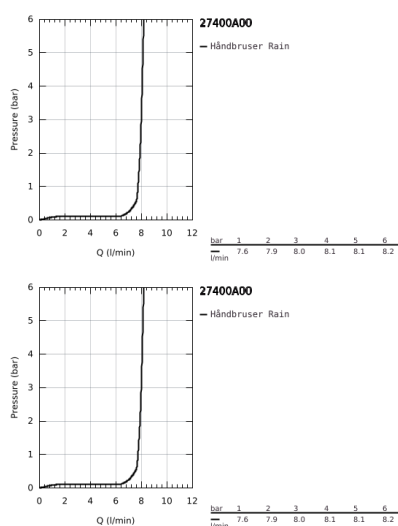 27400A00
Håndbruser Rain
6
5
4
3
2
1
0
Pressure (bar)
0 2 4 6 8 10 12
Q (l/min)
bar 1 2 3 4 5 6
7.6 7.9 8.0 8.1 8.1 8.2
l/min
27400A00
Håndbruser Rain
6
5
4
3
2
1
0
Pressure (bar)
0 2 4 6 8 10 12
Q (l/min)
bar 1 2 3 4 5 6
7.6 7.9 8.0 8.1 8.1 8.2
l/min